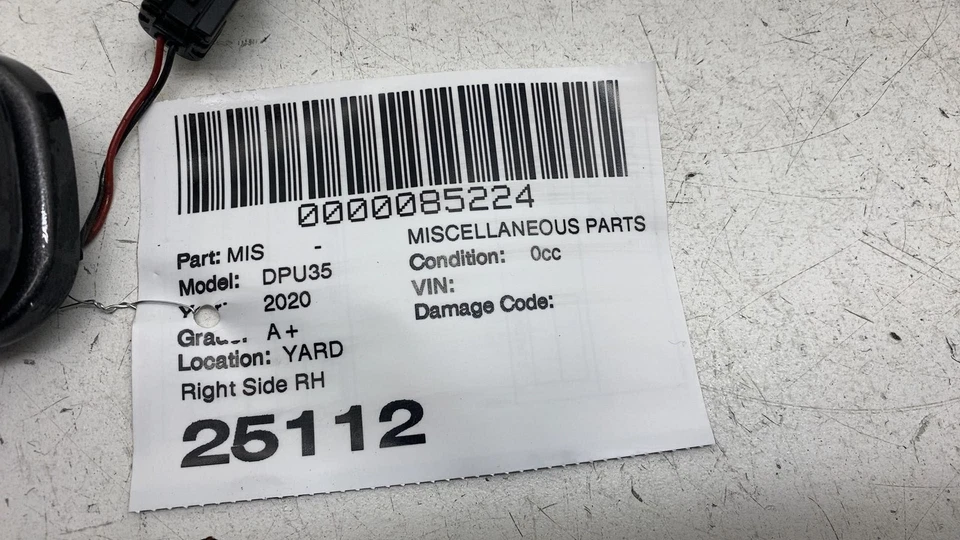 0000085224
Part: MIS -
MISCELLANEOUS PARTS
Model: DPU35
Condition: 0cc
2020
VIN:
A+
Damage Code:
Location: YARD
Right Side RH
25112